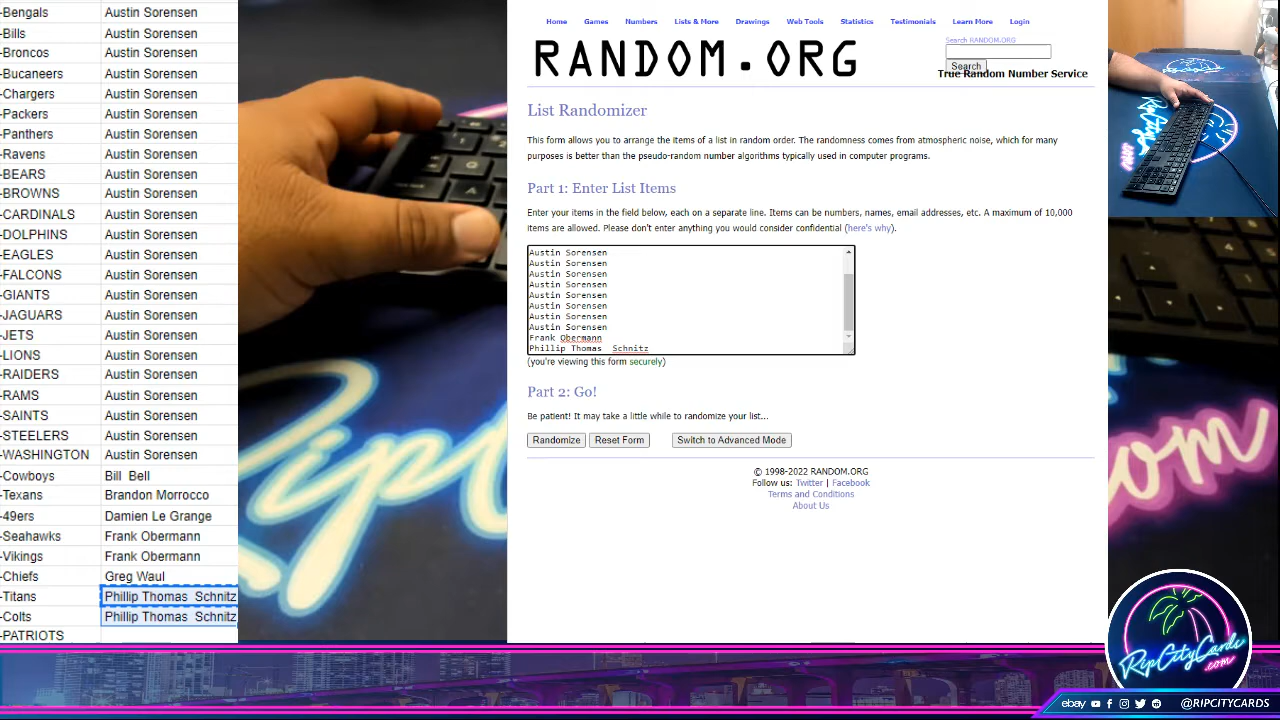 -Bengals Austin Sorensen
-Bills Austin Sorensen
-Broncos Austin Sorensen
-Bucaneers Austin Sorensen
-Chargers Austin Sorensen
-Packers Austin Sorensen
-Panthers Austin Sorensen
-Ravens Austin Sorensen
-BEARS Austin Sorensen
-BROWNS Austin Sorensen
-CARDINALS Austin Sorensen
-DOLPHINS Austin Sorensen
-EAGLES Austin Sorensen
-FALCONS Austin Sorensen
-GIANTS Austin Sorensen
-JAGUARS Austin Sorensen
-JETS Austin Sorensen
-LIONS Austin Sorensen
-RAIDERS Austin Sorensen
-RAMS Austin Sorensen
-SAINTS Austin Sorensen
-STEELERS Austin Sorensen
-WASHINGTON Austin Sorensen
-Cowboys Bill Bell
-Texans Brandon Morrocco
-49ers Damien Le Grange
-Seahawks Frank Obermann
-Vikings Frank Obermann
-Chiefs Greg Waul
-Titans Phillip Thomas Schnitz
-Colts Phillip Thomas Schnitz
-PATRIOTS
Home Games Numbers Lists & More Drawings Web Tools Statistics Testimonials Learn More Login
RANDOM.ORG
Search RANDOM.ORG
Search
True Random Number Service
List Randomizer
This form allows you to arrange the items of a list in random order. The randomness comes from atmospheric noise, which for many
purposes is better than the pseudo-random number algorithms typically used in computer programs.
Part 1: Enter List Items
Enter your items in the field below, each on a separate line. Items can be numbers, names, email addresses, etc. A maximum of 10,000
items are allowed. Please don't enter anything you would consider confidential (here's why).
Austin Sorensen
Austin Sorensen
Austin Sorensen
Austin Sorensen
Austin Sorensen
Austin Sorensen
Austin Sorensen
Austin Sorensen
Frank Obermann
Phillip Thomas Schnitz
(you're viewing this form securely)
Part 2: Go!
Be patient! It may take a little while to randomize your list...
Randomize Reset Form Switch to Advanced Mode
© 1998-2022 RANDOM.ORG
Follow us: Twitter | Facebook
Terms and Conditions
About Us
RipCityCards
.com
ebay @RIPCITYCARDS